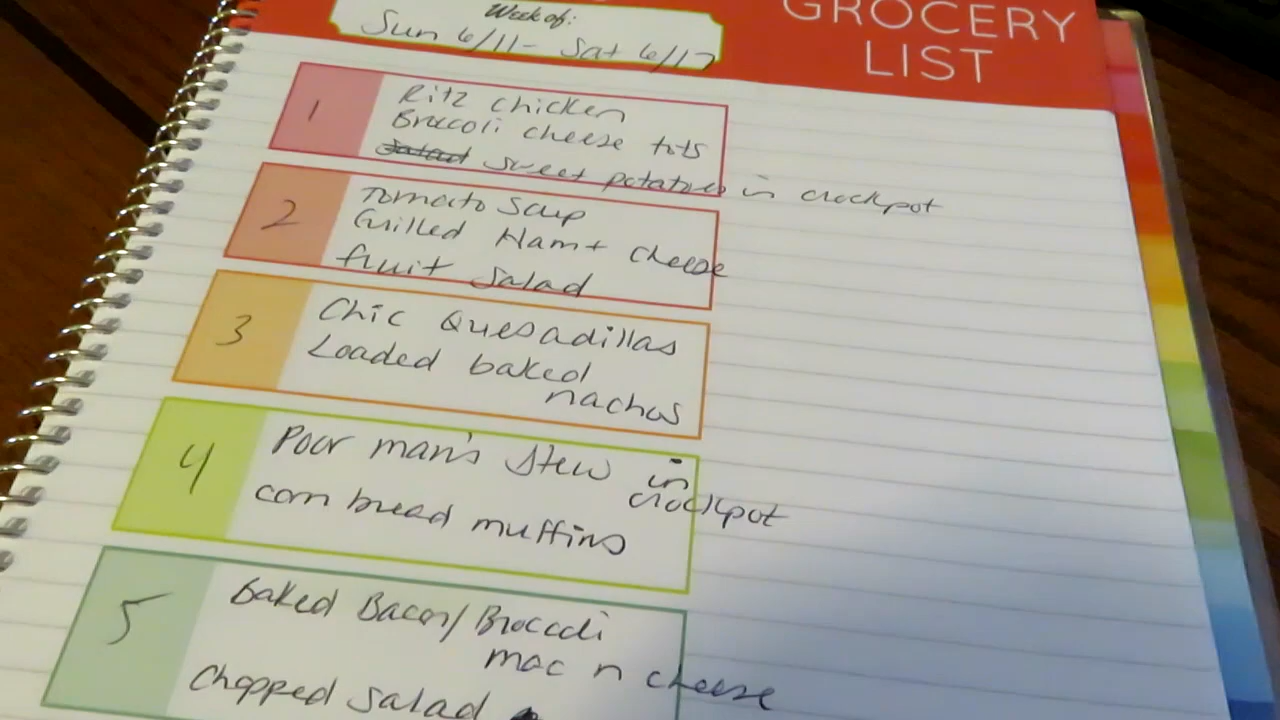 Week of:
Sun 6/11 - Sat 6/17
GROCERY
LIST
1
Ritz chicken
Broccoli cheese tots
Salad sweet potatoes in crockpot
2
Tomato Soup
Grilled Ham + cheese
fruit salad
3
Chic Quesadillas
Loaded baked
nachos
4
Poor man's Stew in
crockpot
corn bread muffins
5
Baked Bacon/Broccoli
mac n cheese
Chopped Salad